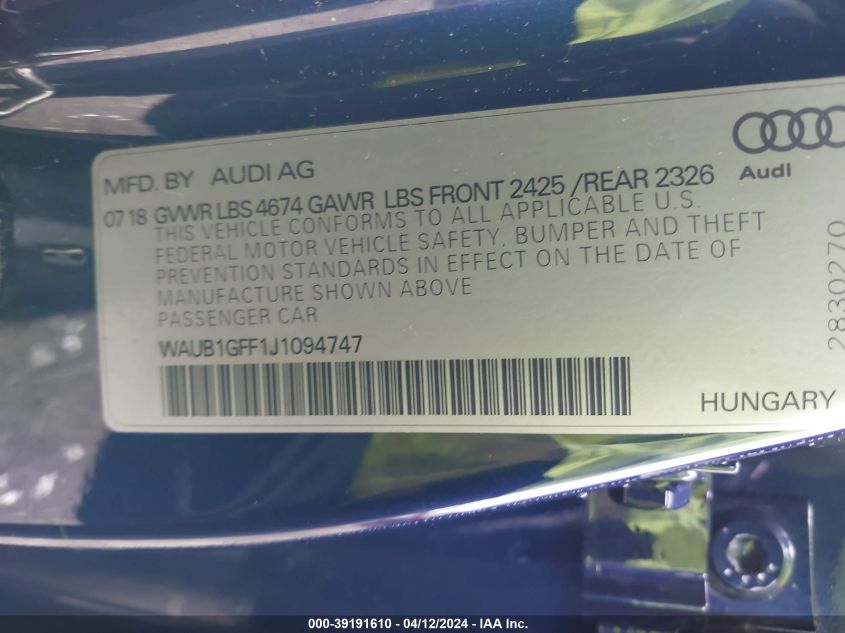 MFD. BY AUDI AG
Audi
07 18 GVWR LBS 4674 GAWR LBS FRONT 2425 /REAR 2326
THIS VEHICLE CONFORMS TO ALL APPLICABLE U.S.
FEDERAL MOTOR VEHICLE SAFETY, BUMPER AND THEFT
PREVENTION STANDARDS IN EFFECT ON THE DATE OF
MANUFACTURE SHOWN ABOVE
PASSENGER CAR
WAUB1GFF1J1094747
HUNGARY
2830270
000-39191610 - 04/12/2024 - IAA Inc.